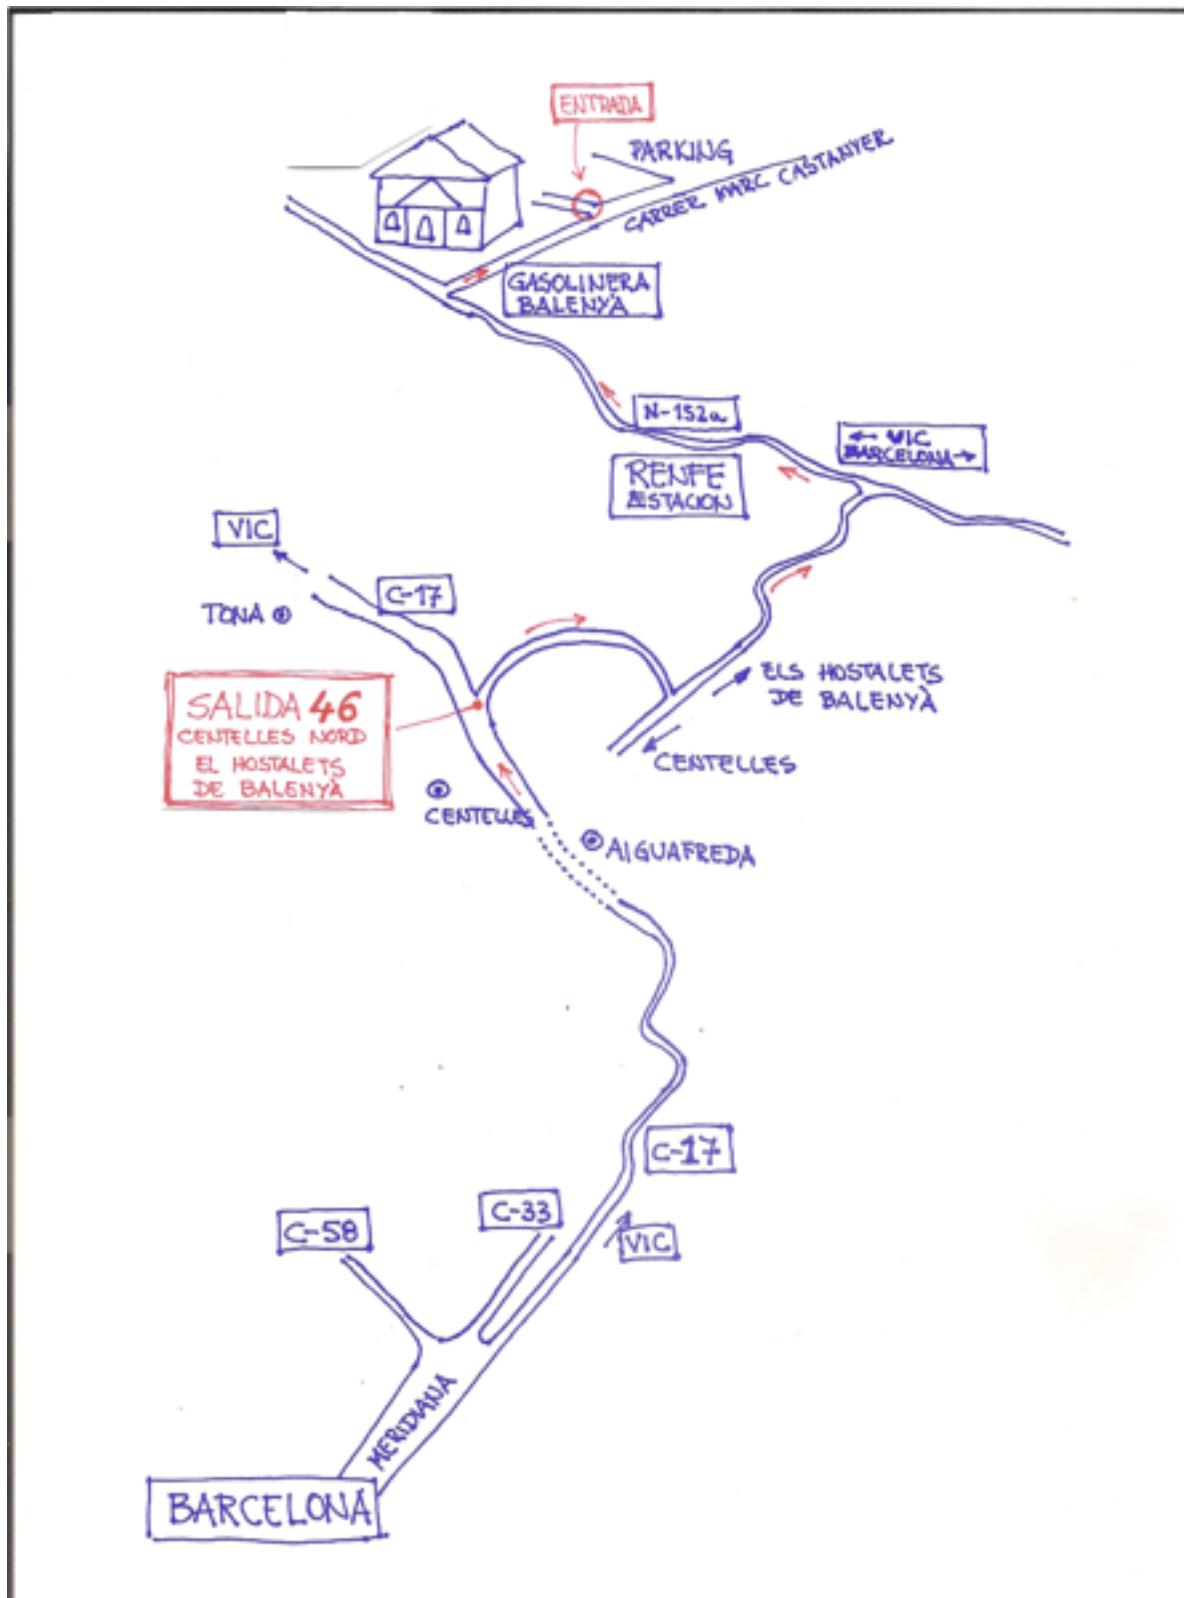 ENTRADA
PARKING
CARRER MARC CASTANYER
GASOLINERA
BALENYÀ
N-152a
← VIC
BARCELONA →
RENFE
ESTACION
VIC
C-17
TONA
ELS HOSTALETS
DE BALENYÀ
SALIDA 46
CENTELLES NORD
EL HOSTALETS
DE BALENYÀ
CENTELLES
CENTELLES
AIGUAFREDA
C-17
C-33
C-58
VIC
MERIDIANA
BARCELONA